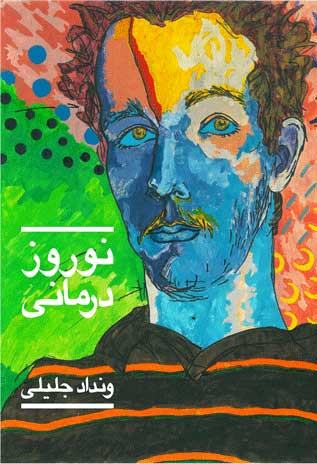 نوروز
درمانی
ونداد جلیلی